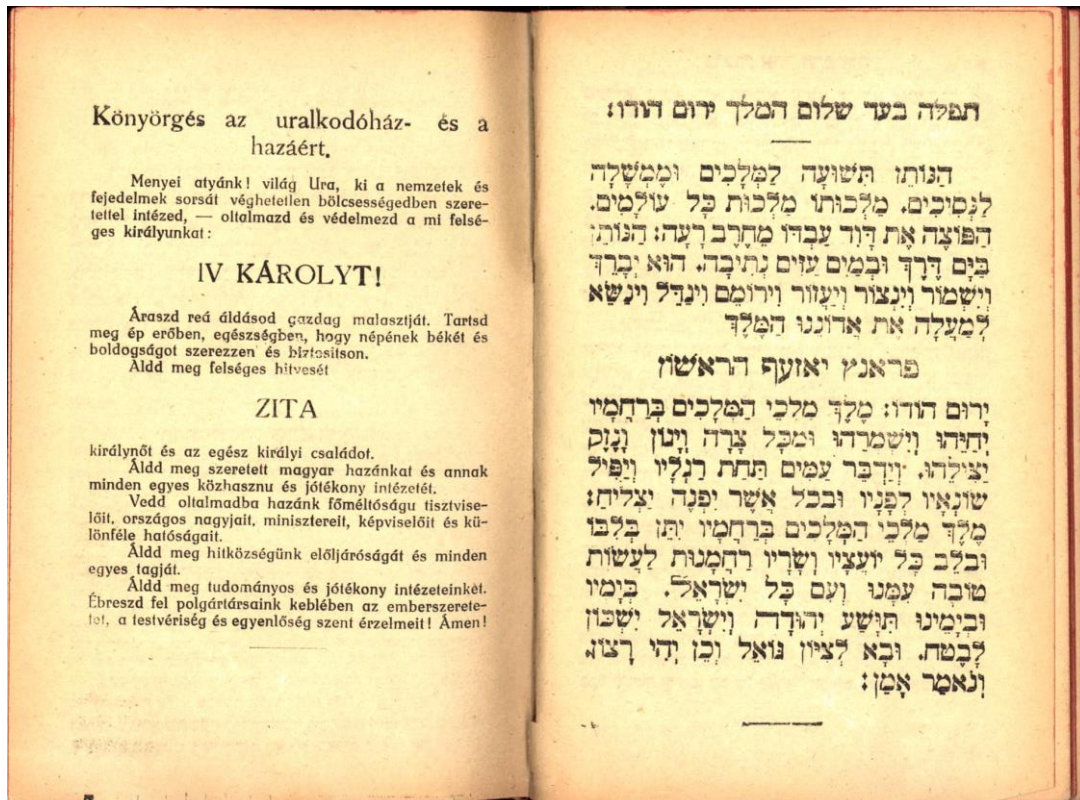 Könyörgés az uralkodóház- és a
hazáért.
Menyei atyánk! világ Ura, ki a nemzetek és
fejedelmek sorsát véghetetlen bölcsességedben szere-
tettel intézed, — oltalmazd és védelmezd a mi felsé-
ges királyunkat:
IV KÁROLYT!
Áraszd reá áldásod gazdag malasztját. Tartsd
meg ép erőben, egészségben, hogy népének békét és
boldogságot szerezzen és biztositson.
Áldd meg felséges hitvesét
ZITA
királynőt és az egész királyi családot.
Áldd meg szeretett magyar hazánkat és annak
minden egyes közhasznu és jótékony intézetét.
Vedd oltalmadba hazánk főméltóságu tisztvise-
lőit, országos nagyjait, minisztereit, képviselőit és kü-
lönféle hatóságait.
Áldd meg hitközségünk előljáróságát és minden
egyes tagját.
Áldd meg tudományos és jótékony intézeteinket.
Ébreszd fel polgártársaink keblében az emberszerete-
tet, a testvériség és egyenlőség szent érzelmeit! Ámen!
תפלה בעד שלום המלך ירום הודו:
הַנּוֹתֵן תְּשׁוּעָה לַמְּלָכִים וּמֶמְשָׁלָה
לַנְּסִיכִים. מַלְכוּתוֹ מַלְכוּת כָּל עוֹלָמִים.
הַפּוֹצֶה אֶת דָּוִד עַבְדּוֹ מֵחֶרֶב רָעָה: הַנּוֹתֵן
בַּיָּם דֶּרֶךְ וּבְמַיִם עַזִּים נְתִיבָה. הוּא יְבָרֵךְ
וְיִשְׁמוֹר וְיִנְצוֹר וְיַעֲזוֹר וִירוֹמֵם וִיגַדֵּל וִינַשֵּׂא
לְמַעְלָה אֶת אֲדוֹנֵנוּ הַמֶּלֶךְ
פראנץ יאזעף הראשון
יָרוּם הוֹדוֹ: מֶלֶךְ מַלְכֵי הַמְּלָכִים בְּרַחֲמָיו
יְחַיֵּהוּ וְיִשְׁמְרֵהוּ וּמִכָּל צָרָה וְיָגוֹן וָנֶזֶק
יַצִּילֵהוּ. וְיַדְבֵּר עַמִּים תַּחַת רַגְלָיו וְיַפִּיל
שׂוֹנְאָיו לְפָנָיו וּבְכֹל אֲשֶׁר יִפְנֶה יַצְלִיחַ:
מֶלֶךְ מַלְכֵי הַמְּלָכִים בְּרַחֲמָיו יִתֵּן בְּלִבּוֹ
וּבְלֵב כָּל יוֹעֲצָיו וְשָׂרָיו רַחֲמָנוּת לַעֲשׂוֹת
טוֹבָה עִמָּנוּ וְעִם כָּל יִשְׂרָאֵל. בְּיָמָיו
וּבְיָמֵינוּ תִּוָּשַׁע יְהוּדָה וְיִשְׂרָאֵל יִשְׁכּוֹן
לָבֶטַח. וּבָא לְצִיּוֹן גּוֹאֵל וְכֵן יְהִי רָצוֹן.
וְנֹאמַר אָמֵן: